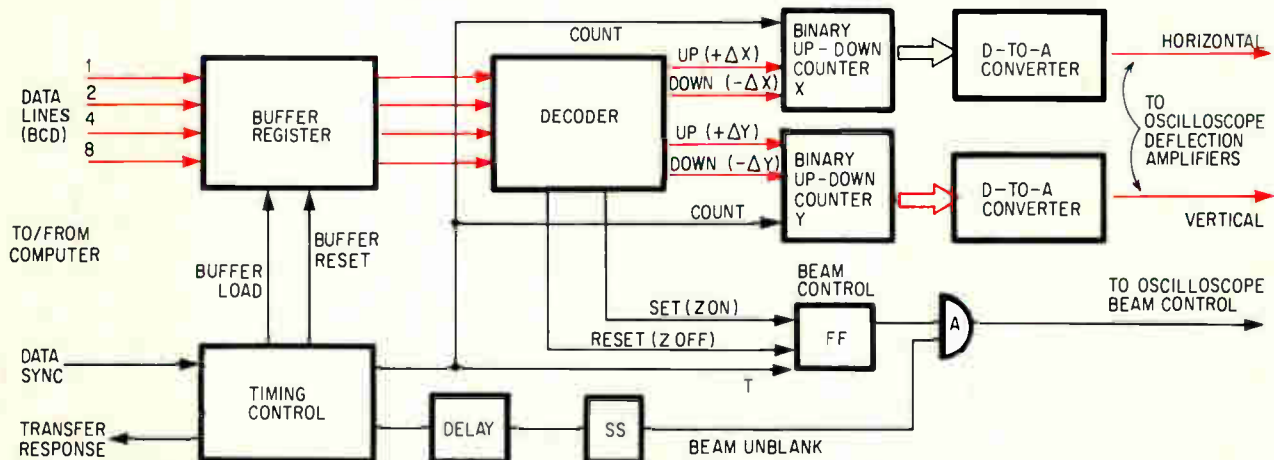 COUNT
BINARY
UP-DOWN
COUNTER
X
D-TO-A
CONVERTER
HORIZONTAL
DATA
LINES
(BCD)
1
2
4
8
BUFFER
REGISTER
DECODER
UP (+ΔX)
DOWN (-ΔX)
UP (+ΔY)
DOWN (-ΔY)
COUNT
BINARY
UP-DOWN
COUNTER
Y
D-TO-A
CONVERTER
TO
OSCILLOSCOPE
DEFLECTION
AMPLIFIERS
VERTICAL
TO/FROM
COMPUTER
BUFFER
LOAD
BUFFER
RESET
BEAM
CONTROL
SET (Z ON)
RESET (Z OFF)
T
FF
A
TO OSCILLOSCOPE
BEAM CONTROL
DATA
SYNC
TRANSFER
RESPONSE
TIMING
CONTROL
DELAY
SS
BEAM UNBLANK